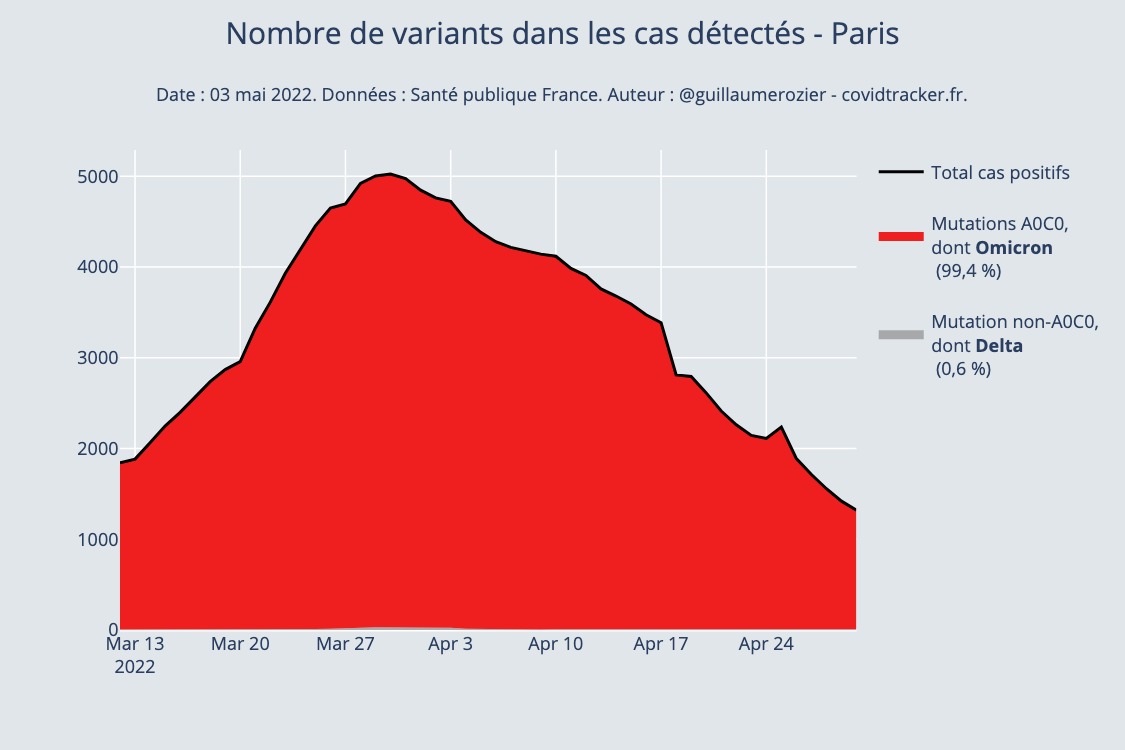 Nombre de variants dans les cas détectés - Paris
Date : 03 mai 2022. Données : Santé publique France. Auteur : @guillaumerozier - covidtracker.fr.
5000
4000
3000
2000
1000
0
Mar 13
2022
Mar 20
Mar 27
Apr 3
Apr 10
Apr 17
Apr 24
Total cas positifs
Mutations A0C0,
dont Omicron
(99,4 %)
Mutation non-A0C0,
dont Delta
(0,6 %)